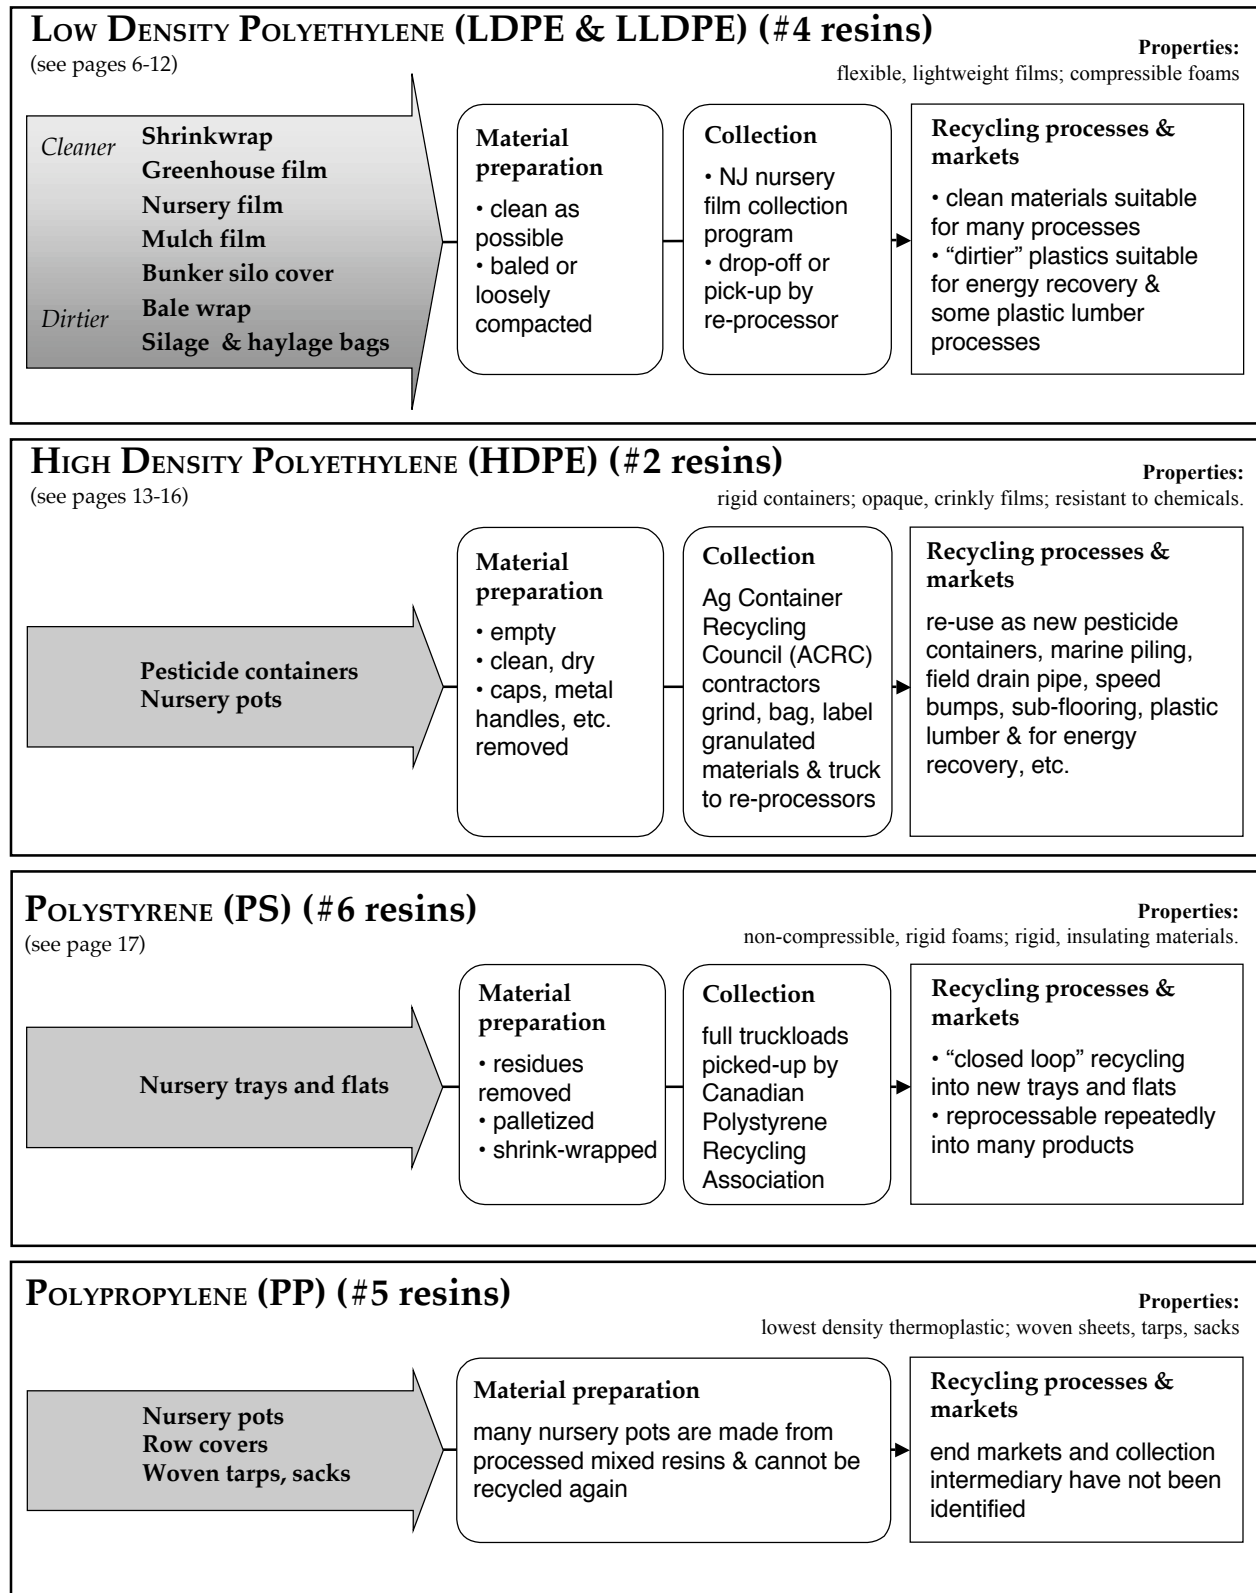 LOW DENSITY POLYETHYLENE (LDPE & LLDPE) (#4 resins)
(see pages 6-12)
Properties:
flexible, lightweight films; compressible foams
Cleaner
Shrinkwrap
Greenhouse film
Nursery film
Mulch film
Bunker silo cover
Dirtier
Bale wrap
Silage & haylage bags
Material
preparation
• clean as
possible
• baled or
loosely
compacted
Collection
• NJ nursery
film collection
program
• drop-off or
pick-up by
re-processor
Recycling processes &
markets
• clean materials suitable
for many processes
• “dirtier” plastics suitable
for energy recovery &
some plastic lumber
processes
HIGH DENSITY POLYETHYLENE (HDPE) (#2 resins)
(see pages 13-16)
Properties:
rigid containers; opaque, crinkly films; resistant to chemicals.
Pesticide containers
Nursery pots
Material
preparation
• empty
• clean, dry
• caps, metal
handles, etc.
removed
Collection
Ag Container
Recycling
Council (ACRC)
contractors
grind, bag, label
granulated
materials & truck
to re-processors
Recycling processes &
markets
re-use as new pesticide
containers, marine piling,
field drain pipe, speed
bumps, sub-flooring, plastic
lumber & for energy
recovery, etc.
POLYSTYRENE (PS) (#6 resins)
(see page 17)
Properties:
non-compressible, rigid foams; rigid, insulating materials.
Nursery trays and flats
Material
preparation
• residues
removed
• palletized
• shrink-wrapped
Collection
full truckloads
picked-up by
Canadian
Polystyrene
Recycling
Association
Recycling processes &
markets
• “closed loop” recycling
into new trays and flats
• reprocessable repeatedly
into many products
POLYPROPYLENE (PP) (#5 resins)
Properties:
lowest density thermoplastic; woven sheets, tarps, sacks
Nursery pots
Row covers
Woven tarps, sacks
Material preparation
many nursery pots are made from
processed mixed resins & cannot be
recycled again
Recycling processes &
markets
end markets and collection
intermediary have not been
identified